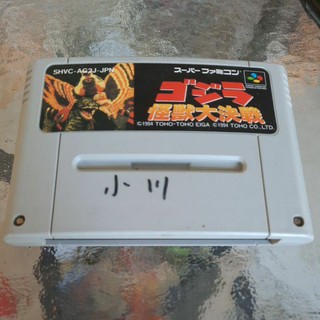 SHVC-AG2J-JPN
スーパーファミコン
ゴジラ
怪獣大決戦
©1994 TOHO-TOHO EIGA ©1994 TOHO CO.,LTD.
小川